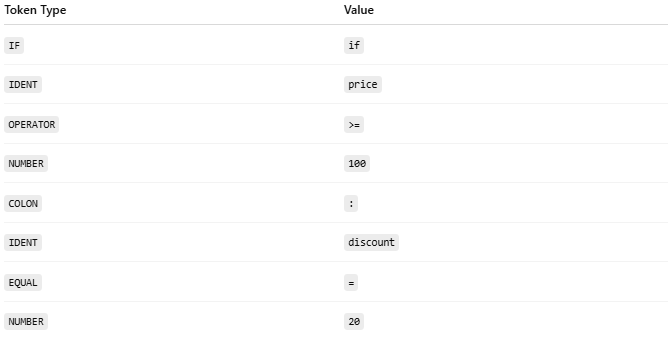 Token Type Value
IF if
IDENT price
OPERATOR >=
NUMBER 100
COLON :
IDENT discount
EQUAL =
NUMBER 20